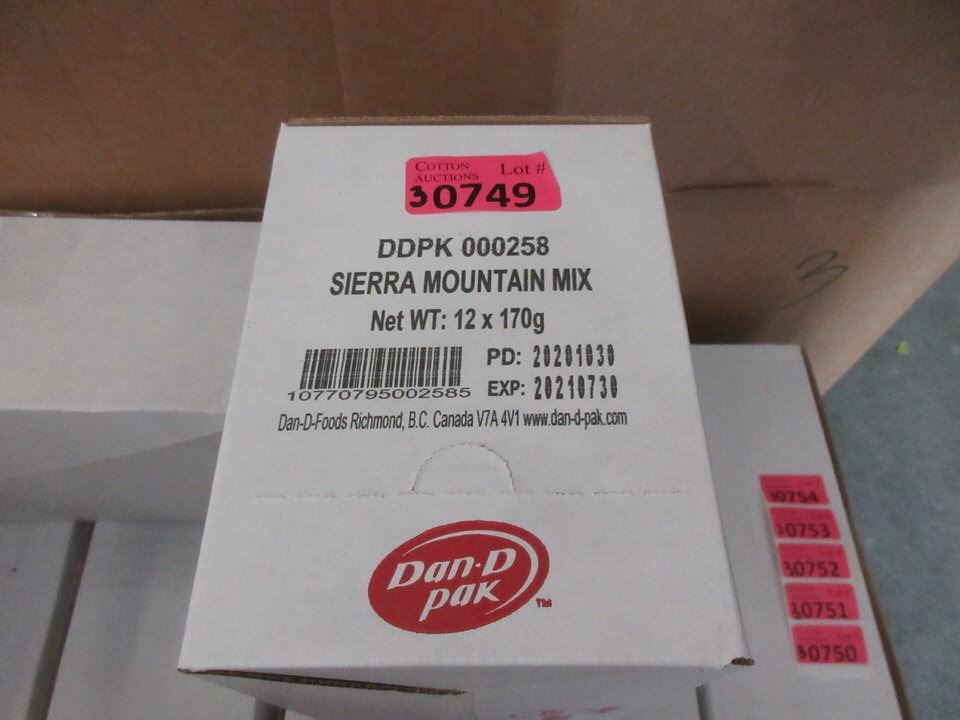 COTTON AUCTIONS Lot #
30749
DDPK 000258
SIERRA MOUNTAIN MIX
Net WT: 12 x 170g
PD: 20201030
10770795002585 EXP: 20210730
Dan-D-Foods Richmond, B.C. Canada V7A 4V1 www.dan-d-pak.com
Dan·D
pak
TM
3
30754
30753
30752
30751
30750